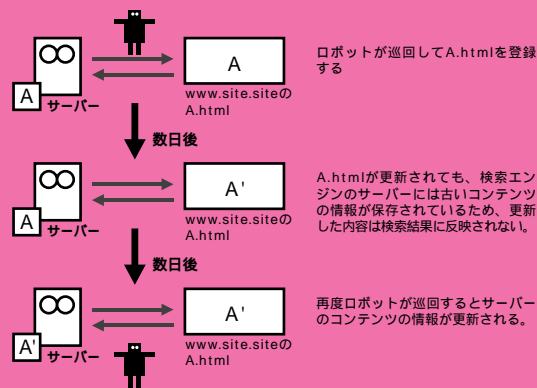 A
サーバー
A
www.site.siteの
A.html
ロボットが巡回してA.htmlを登録
する
数日後
A
サーバー
A'
www.site.siteの
A.html
A.htmlが更新されても、検索エン
ジンのサーバーには古いコンテンツ
の情報が保存されているため、更新
した内容は検索結果に反映されない。
数日後
A'
サーバー
A'
www.site.siteの
A.html
再度ロボットが巡回するとサーバー
のコンテンツの情報が更新される。